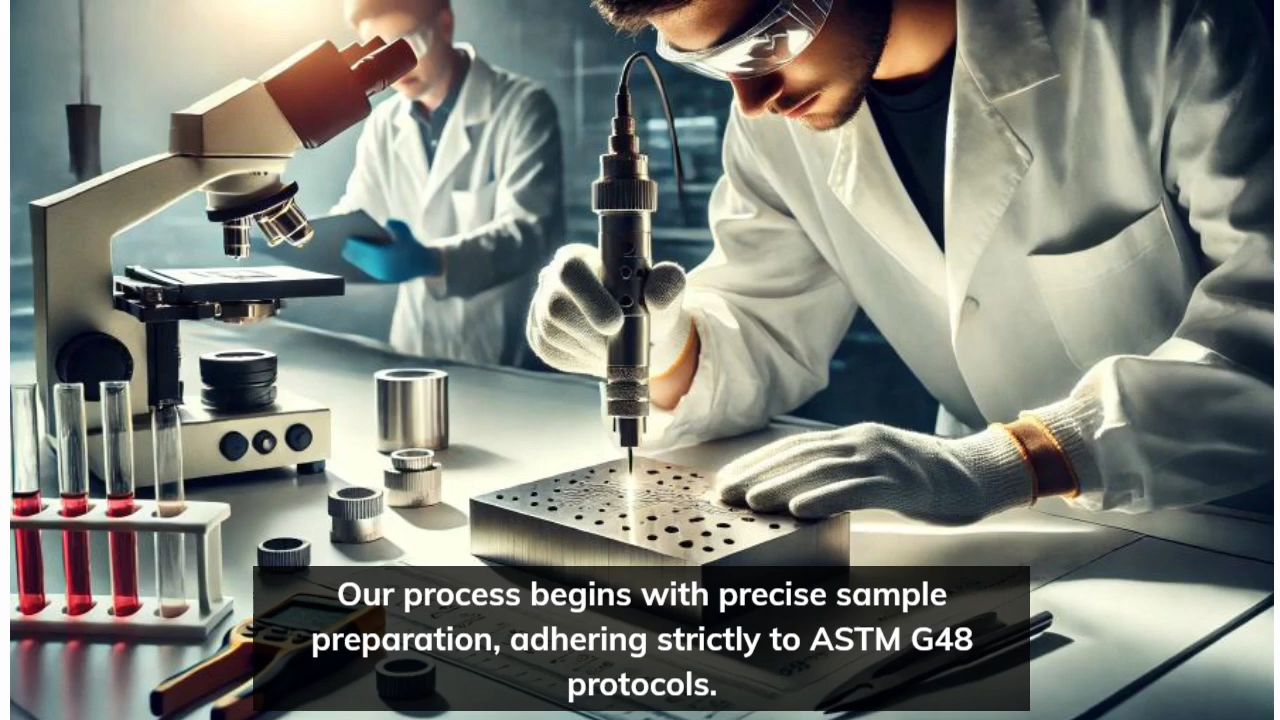 Our process begins with precise sample
preparation, adhering strictly to ASTM G48
protocols.